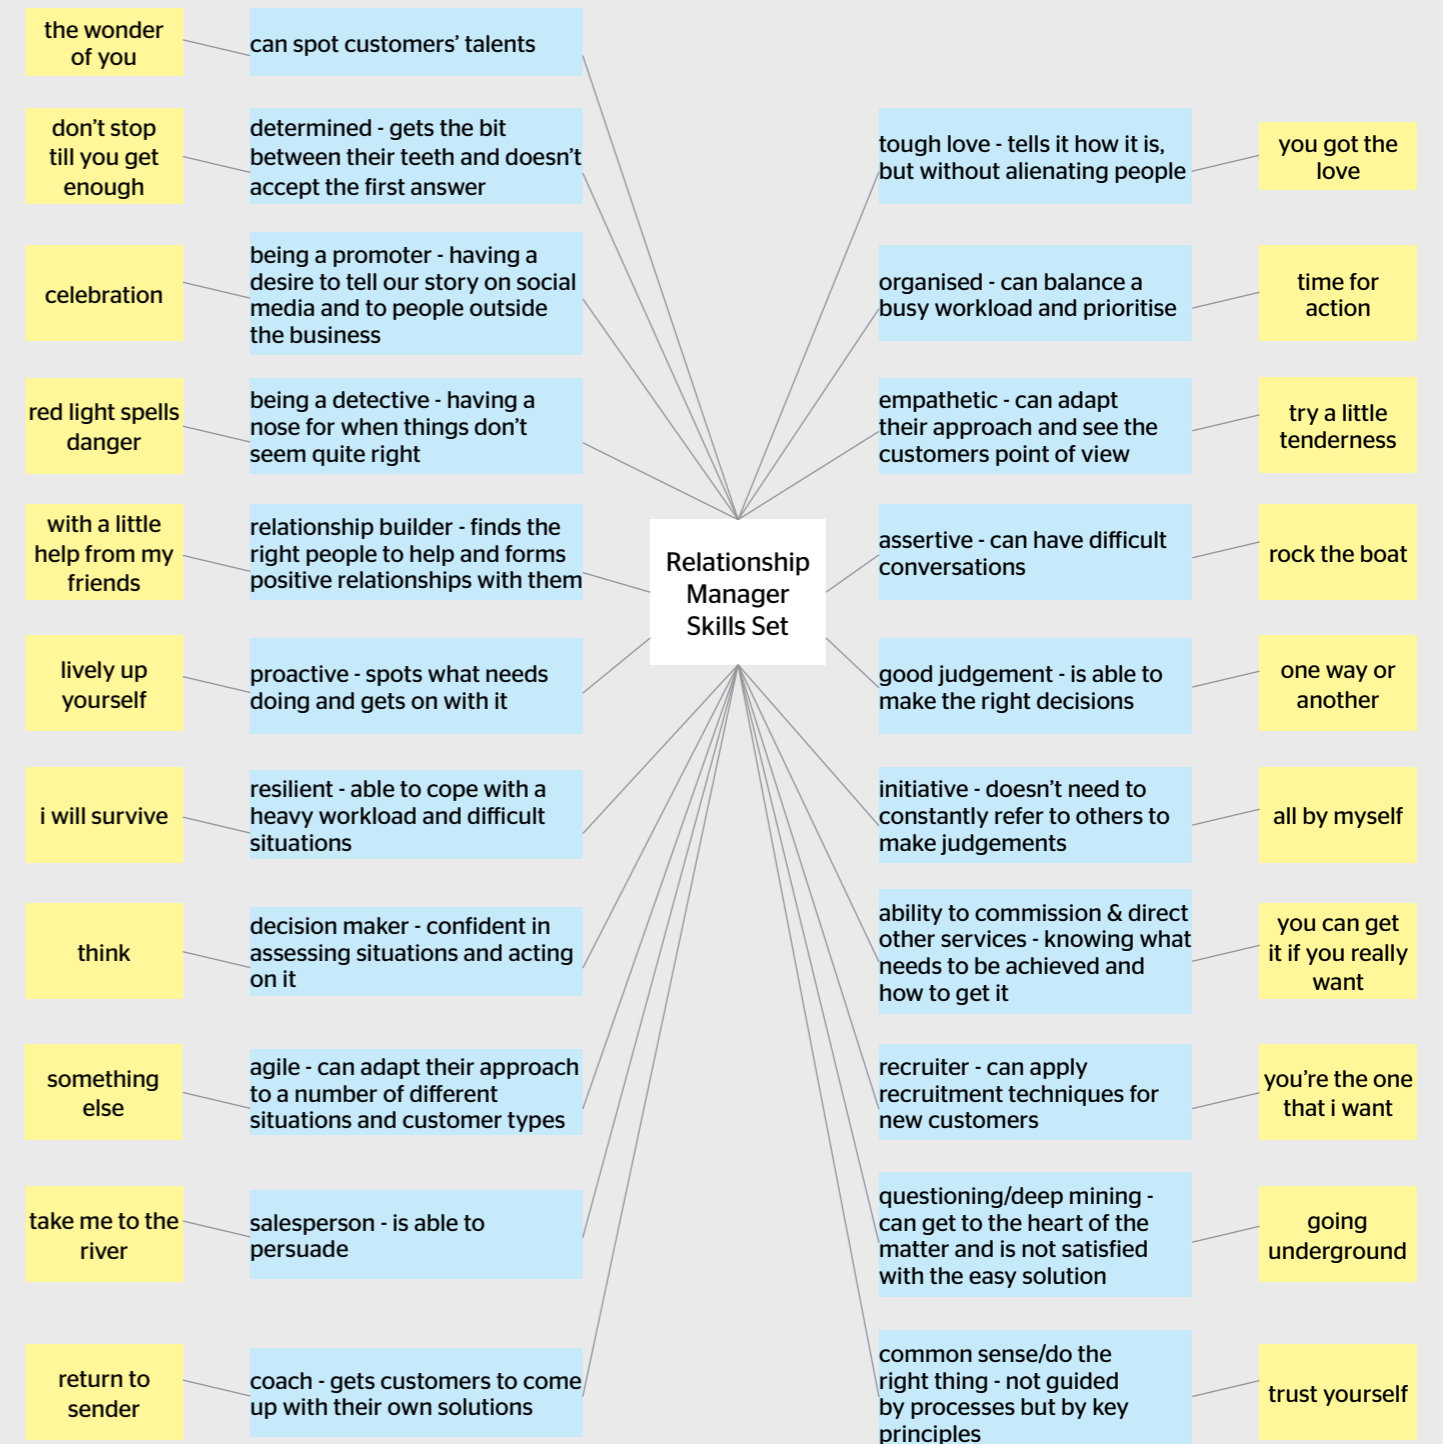 the wonder
of you
can spot customers’ talents
don’t stop
till you get
enough
determined - gets the bit
between their teeth and doesn’t
accept the first answer
celebration
being a promoter - having a
desire to tell our story on social
media and to people outside
the business
red light spells
danger
being a detective - having a
nose for when things don’t
seem quite right
with a little
help from my
friends
relationship builder - finds the
right people to help and forms
positive relationships with them
lively up
yourself
proactive - spots what needs
doing and gets on with it
i will survive
resilient - able to cope with a
heavy workload and difficult
situations
think
decision maker - confident in
assessing situations and acting
on it
something
else
agile - can adapt their approach
to a number of different
situations and customer types
take me to the
river
salesperson - is able to
persuade
return to
sender
coach - gets customers to come
up with their own solutions
Relationship
Manager
Skills Set
tough love - tells it how it is,
but without alienating people
you got the
love
organised - can balance a
busy workload and prioritise
time for
action
empathetic - can adapt
their approach and see the
customers point of view
try a little
tenderness
assertive - can have difficult
conversations
rock the boat
good judgement - is able to
make the right decisions
one way or
another
initiative - doesn’t need to
constantly refer to others to
make judgements
all by myself
ability to commission & direct
other services - knowing what
needs to be achieved and
how to get it
you can get
it if you really
want
recruiter - can apply
recruitment techniques for
new customers
you’re the one
that i want
questioning/deep mining -
can get to the heart of the
matter and is not satisfied
with the easy solution
going
underground
common sense/do the
right thing - not guided
by processes but by key
principles
trust yourself